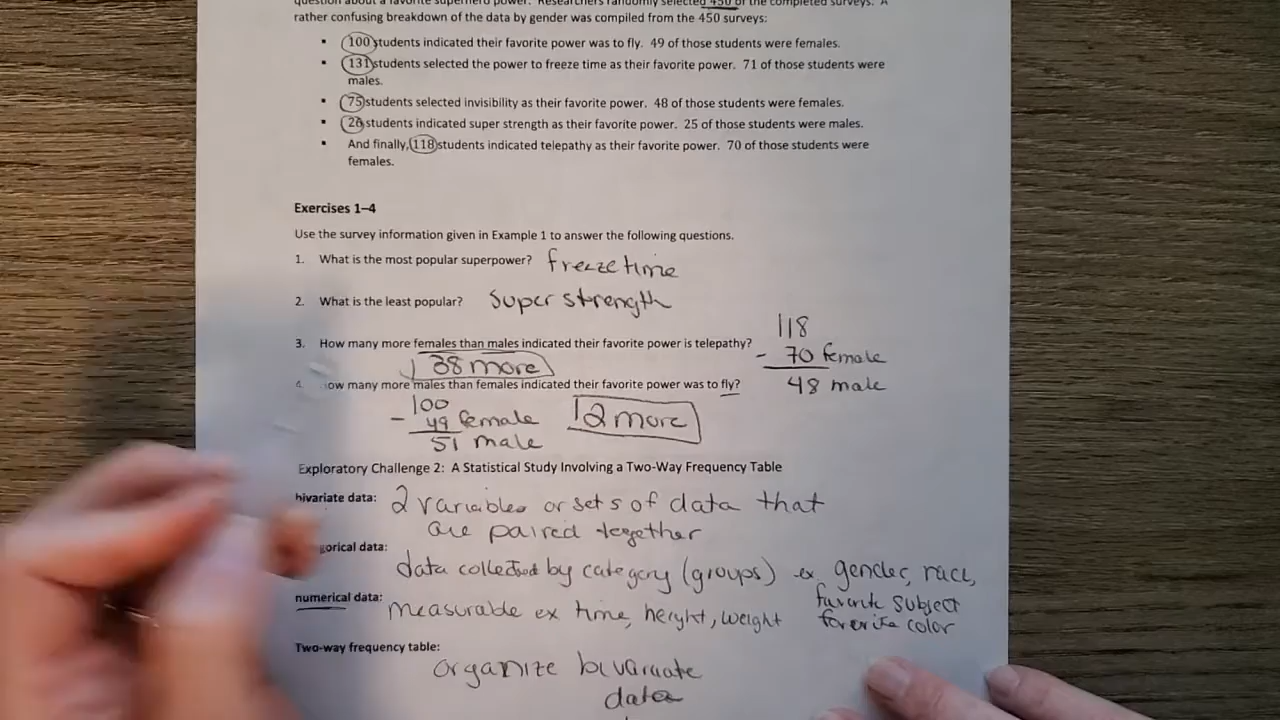 question about a favorite superhero power. Researchers randomly selected 450 of the completed surveys. A
rather confusing breakdown of the data by gender was compiled from the 450 surveys:
▪ 100 students indicated their favorite power was to fly. 49 of those students were females.
▪ 131 students selected the power to freeze time as their favorite power. 71 of those students were
males.
▪ 75 students selected invisibility as their favorite power. 48 of those students were females.
▪ 26 students indicated super strength as their favorite power. 25 of those students were males.
▪ And finally, 118 students indicated telepathy as their favorite power. 70 of those students were
females.
Exercises 1–4
Use the survey information given in Example 1 to answer the following questions.
1. What is the most popular superpower? freeze time
2. What is the least popular? super strength
118
3. How many more females than males indicated their favorite power is telepathy? - 70 female
38 more
48 male
4. ow many more males than females indicated their favorite power was to fly?
100
- 49 female 12 more
51 male
Exploratory Challenge 2: A Statistical Study Involving a Two-Way Frequency Table
bivariate data: 2 variables or sets of data that
are paired together
gorical data:
data collected by category (groups) ex gender, race,
numerical data: measurable ex time, height, weight
favorite subject
favorite color
Two-way frequency table:
organize bivariate
data